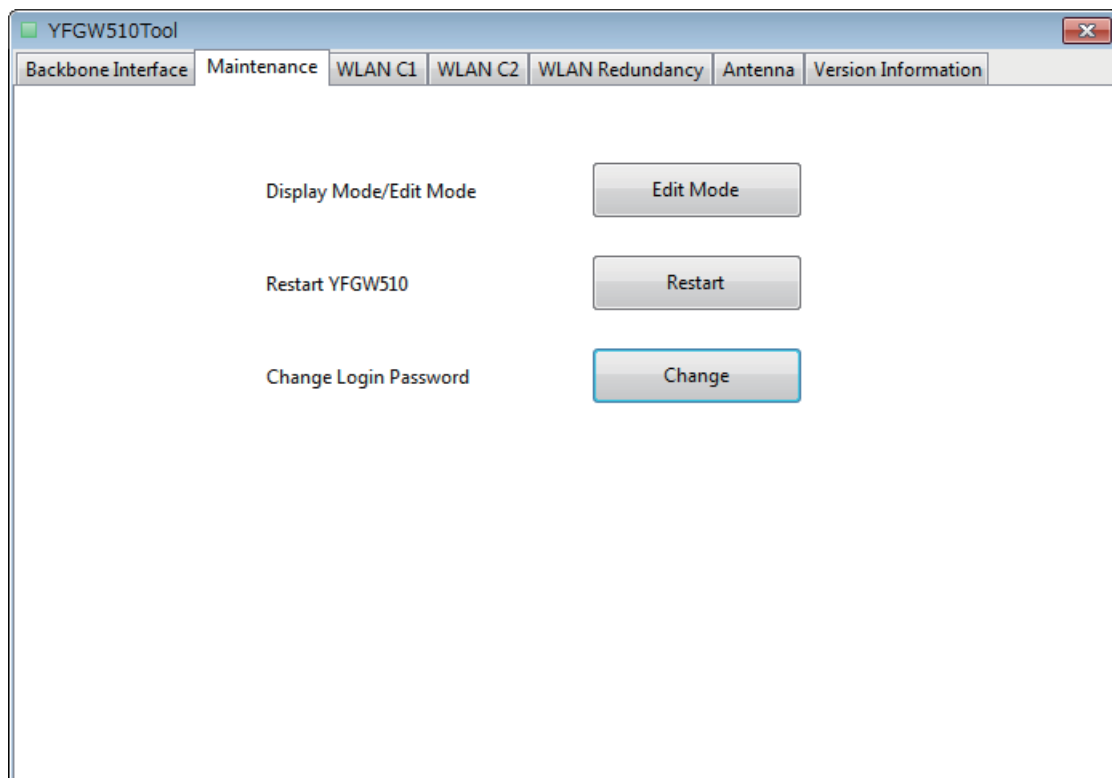 YFGW510Tool
Backbone Interface Maintenance WLAN C1 WLAN C2 WLAN Redundancy Antenna Version Information
Display Mode/Edit Mode Edit Mode
Restart YFGW510 Restart
Change Login Password Change